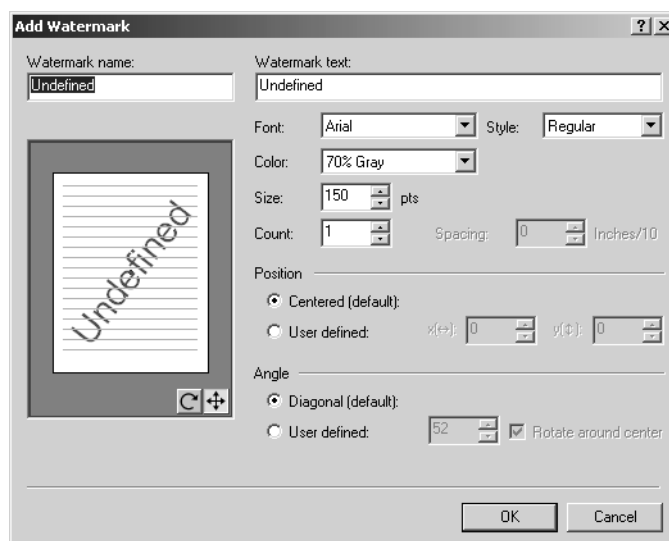 Add Watermark
Watermark name:
Undefined
Watermark text:
Undefined
Font: Arial Style: Regular
Color: 70% Gray
Size: 150 pts
Count: 1 Spacing: 0 Inches/10
Position
Centered (default):
User defined: x(↔): 0 y(↕): 0
Angle
Diagonal (default):
User defined: 52 Rotate around center
Undefined
OK Cancel